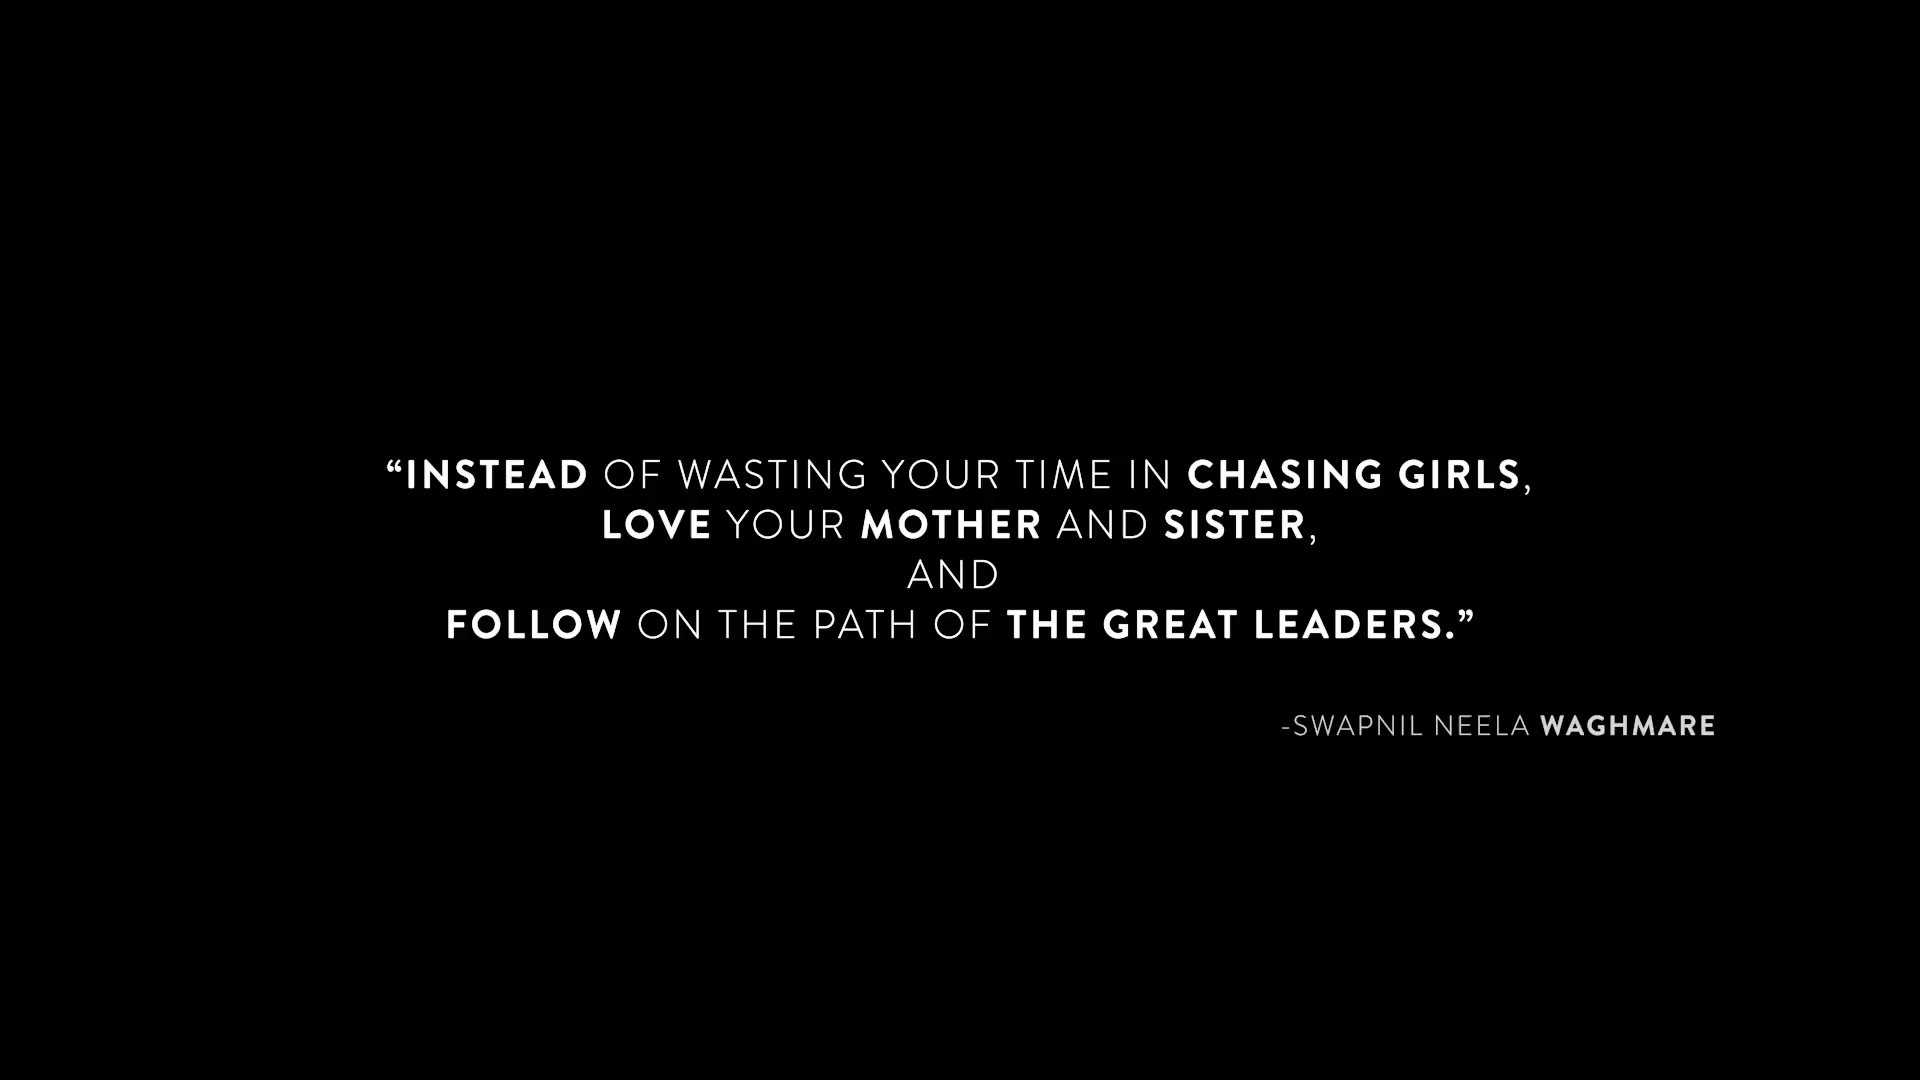 “INSTEAD OF WASTING YOUR TIME IN CHASING GIRLS,
LOVE YOUR MOTHER AND SISTER,
AND
FOLLOW ON THE PATH OF THE GREAT LEADERS.”
-SWAPNIL NEELA WAGHMARE